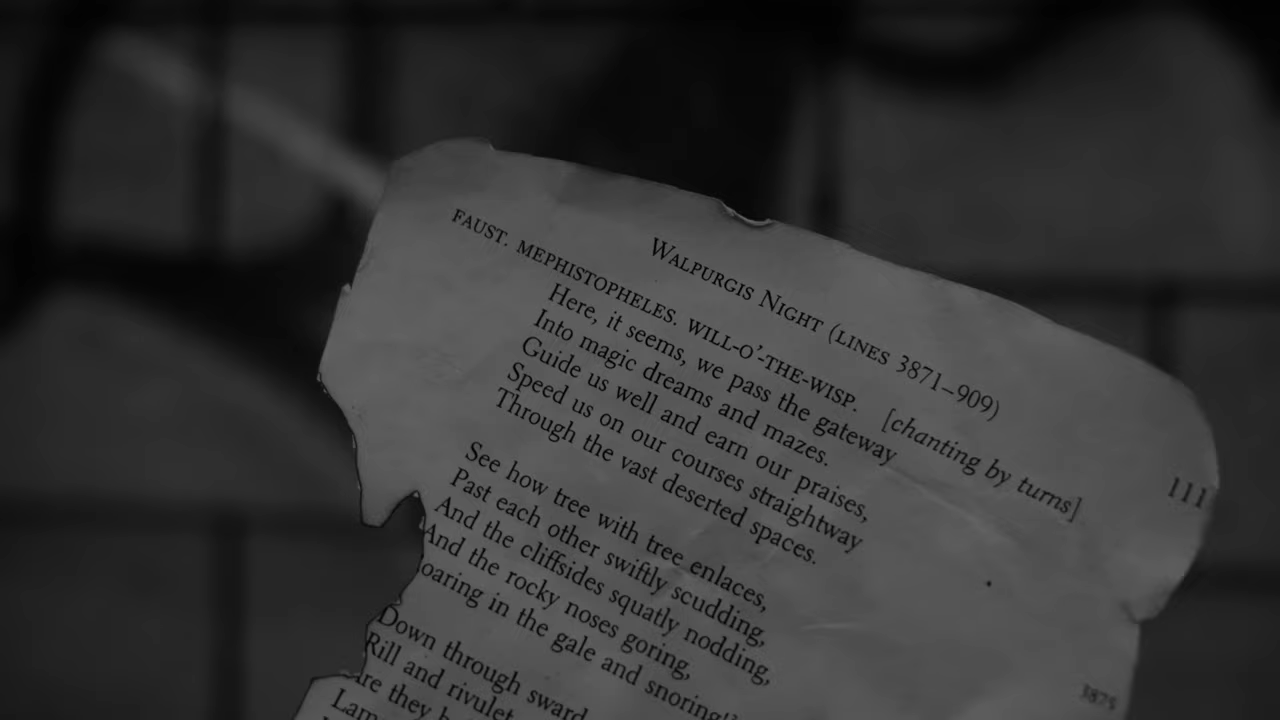 WALPURGIS NIGHT (LINES 3871–909)
111
FAUST. MEPHISTOPHELES. WILL-O'-THE-WISP. [chanting by turns]
Here, it seems, we pass the gateway
Into magic dreams and mazes.
Guide us well and earn our praises,
Speed us on our courses straightway
Through the vast deserted spaces.
3875
See how tree with tree enlaces,
Past each other swiftly scudding,
And the cliffsides squatly nodding,
And the rocky noses goring,
oaring in the gale and snoring!
Down through sward
Rill and rivulet
are they